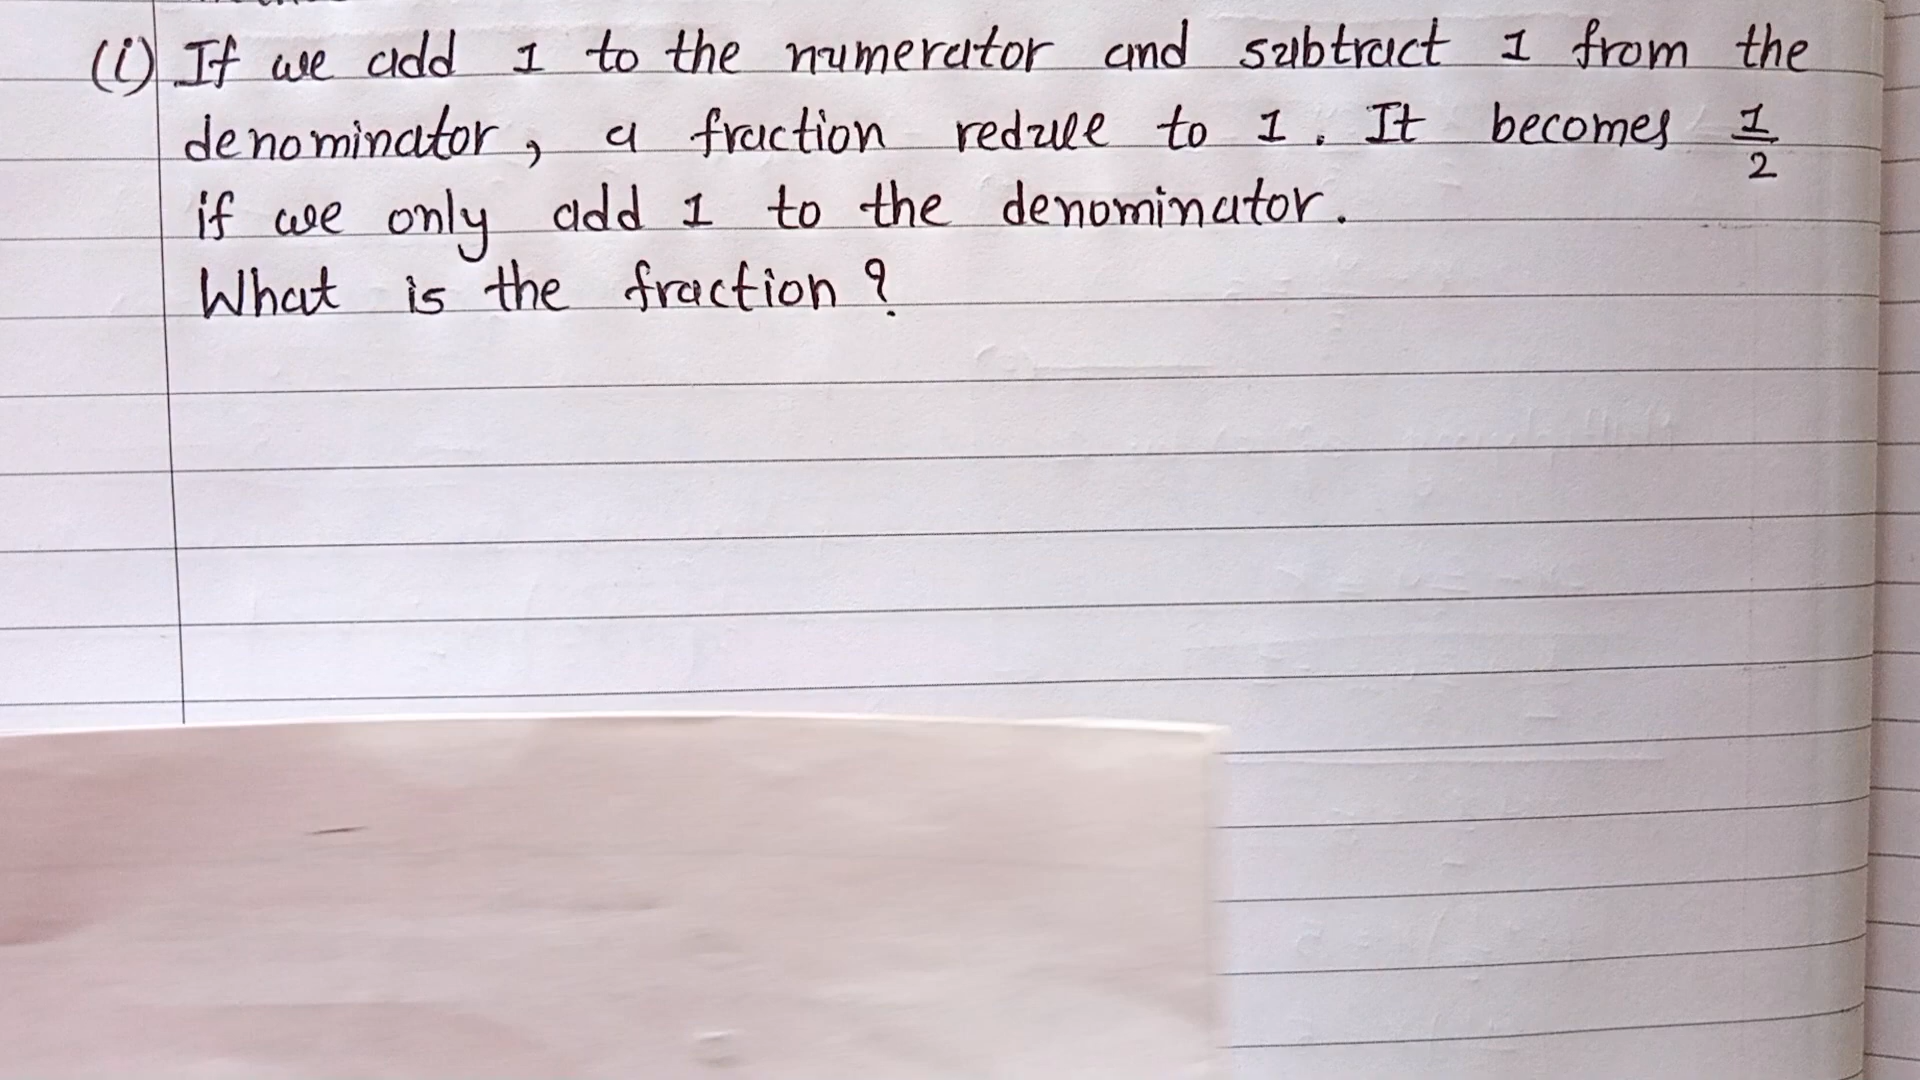 (i) If we add 1 to the numerator and subtract 1 from the
denominator, a fraction reduce to 1. It becomes 1/2
if we only add 1 to the denominator.
What is the fraction?